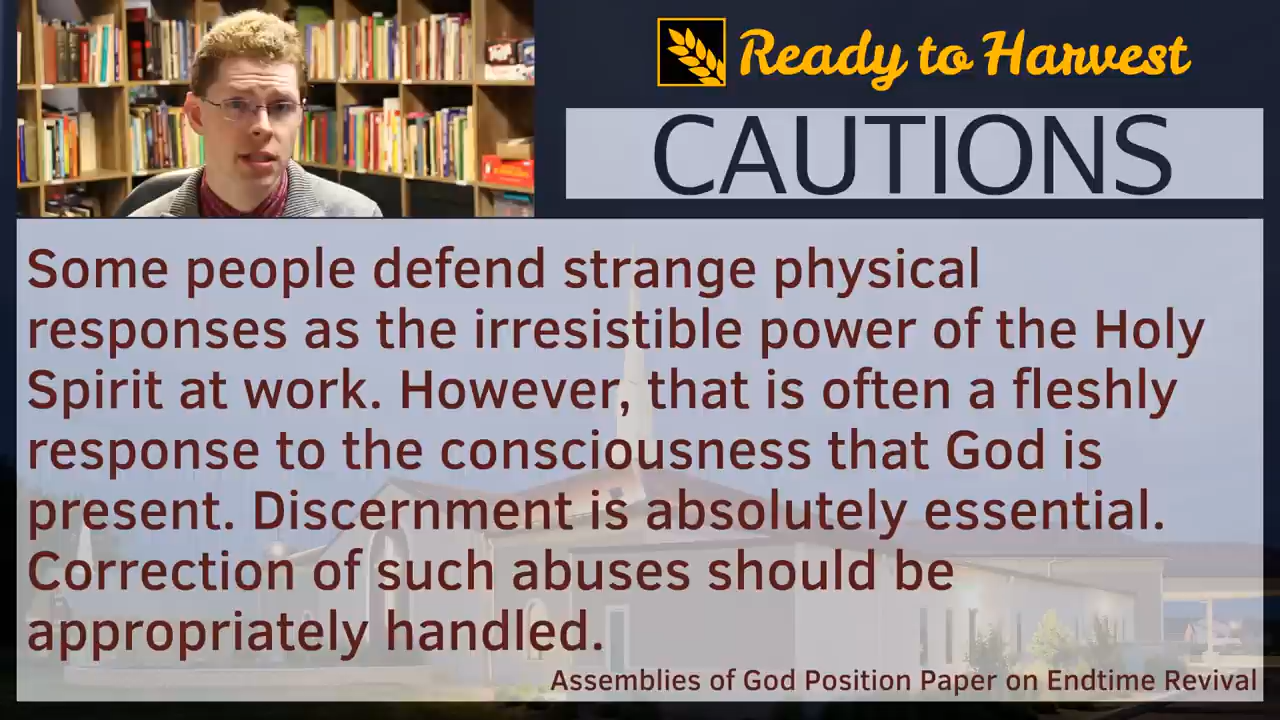 Ready to Harvest
CAUTIONS
Some people defend strange physical
responses as the irresistible power of the Holy
Spirit at work. However, that is often a fleshly
response to the consciousness that God is
present. Discernment is absolutely essential.
Correction of such abuses should be
appropriately handled.
Assemblies of God Position Paper on Endtime Revival